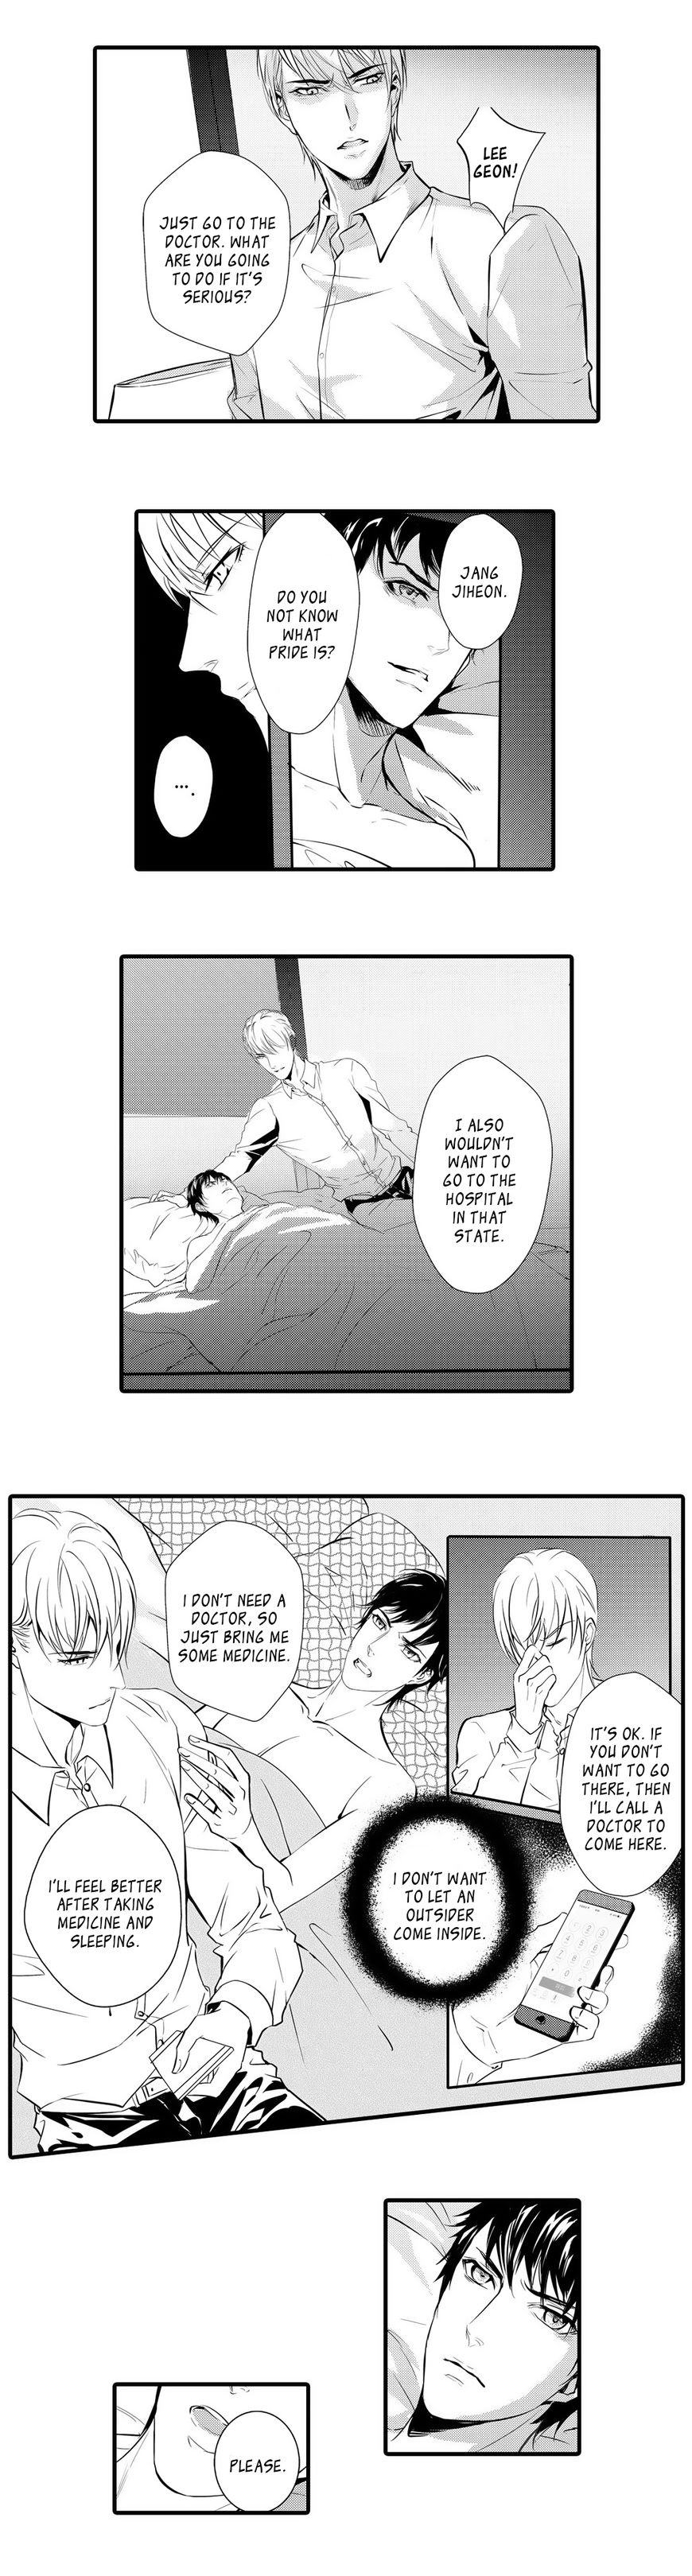 LEE
GEON!
JUST GO TO THE
DOCTOR. WHAT
ARE YOU GOING
TO DO IF IT'S
SERIOUS?
JANG
JIHEON.
DO YOU
NOT KNOW
WHAT
PRIDE IS?
...
I ALSO
WOULDN'T
WANT TO
GO TO THE
HOSPITAL
IN THAT
STATE.
IT'S OK. IF
YOU DON'T
WANT TO GO
THERE, THEN
I'LL CALL A
DOCTOR TO
COME HERE.
I DON'T WANT
TO LET AN
OUTSIDER
COME INSIDE.
I DON'T NEED A
DOCTOR, SO
JUST BRING ME
SOME MEDICINE.
I'LL FEEL BETTER
AFTER TAKING
MEDICINE AND
SLEEPING.
PLEASE.